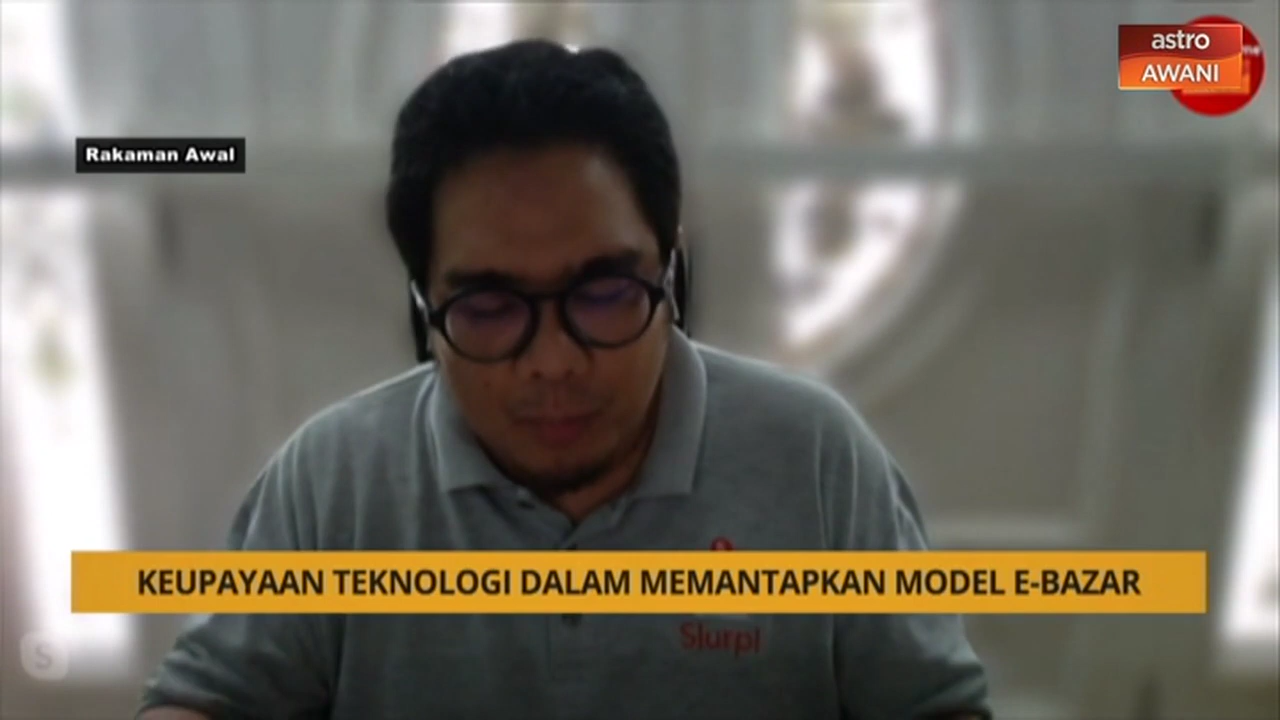 astro
AWANI
Rakaman Awal
KEUPAYAAN TEKNOLOGI DALAM MEMANTAPKAN MODEL E-BAZAR
Slurp!
S